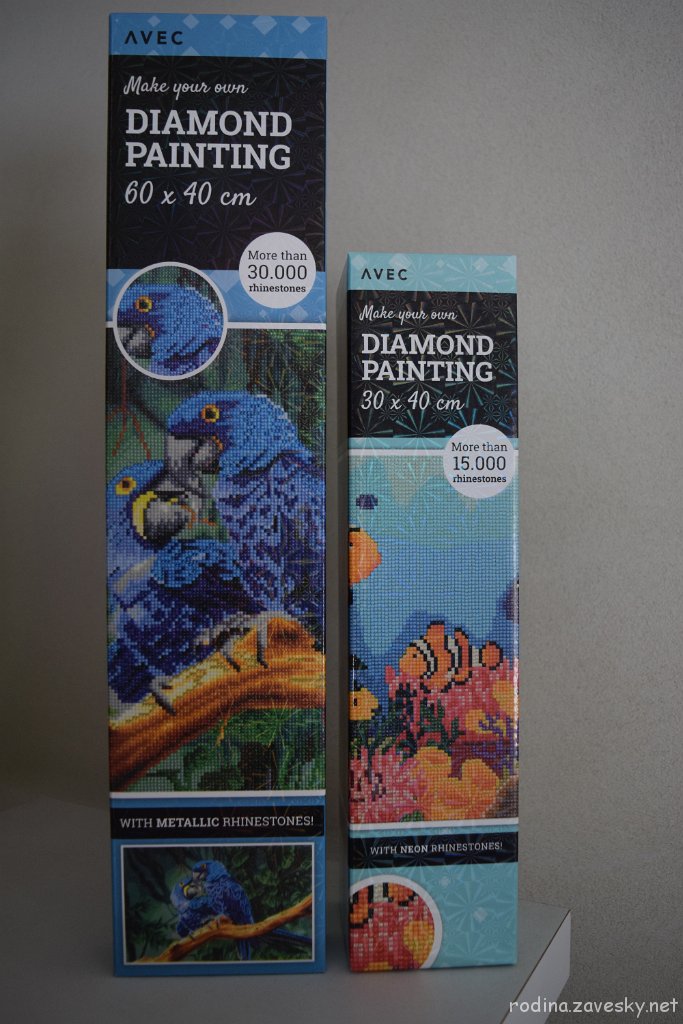 AVEC
Make your own
DIAMOND
PAINTING
60 x 40 cm
More than
30.000
rhinestones
WITH METALLIC RHINESTONES!
AVEC
Make your own
DIAMOND
PAINTING
30 x 40 cm
More than
15.000
rhinestones
WITH NEON RHINESTONES!
rodina.zavesky.net